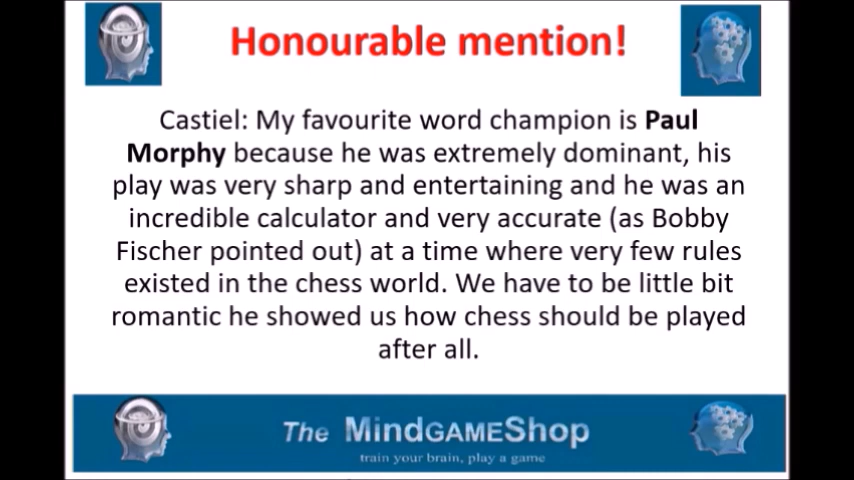 Honourable mention!
Castiel: My favourite word champion is Paul
Morphy because he was extremely dominant, his
play was very sharp and entertaining and he was an
incredible calculator and very accurate (as Bobby
Fischer pointed out) at a time where very few rules
existed in the chess world. We have to be little bit
romantic he showed us how chess should be played
after all.
The MindGAMEShop
train your brain, play a game